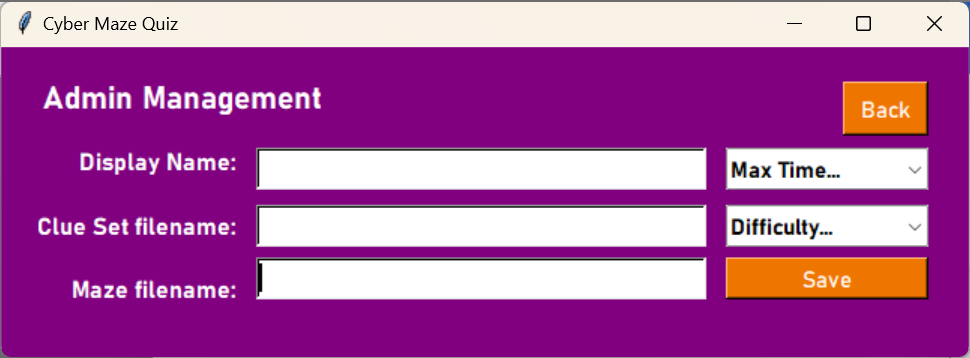 Cyber Maze Quiz
Admin Management
Back
Display Name:
Max Time...
Clue Set filename:
Difficulty...
Maze filename:
Save